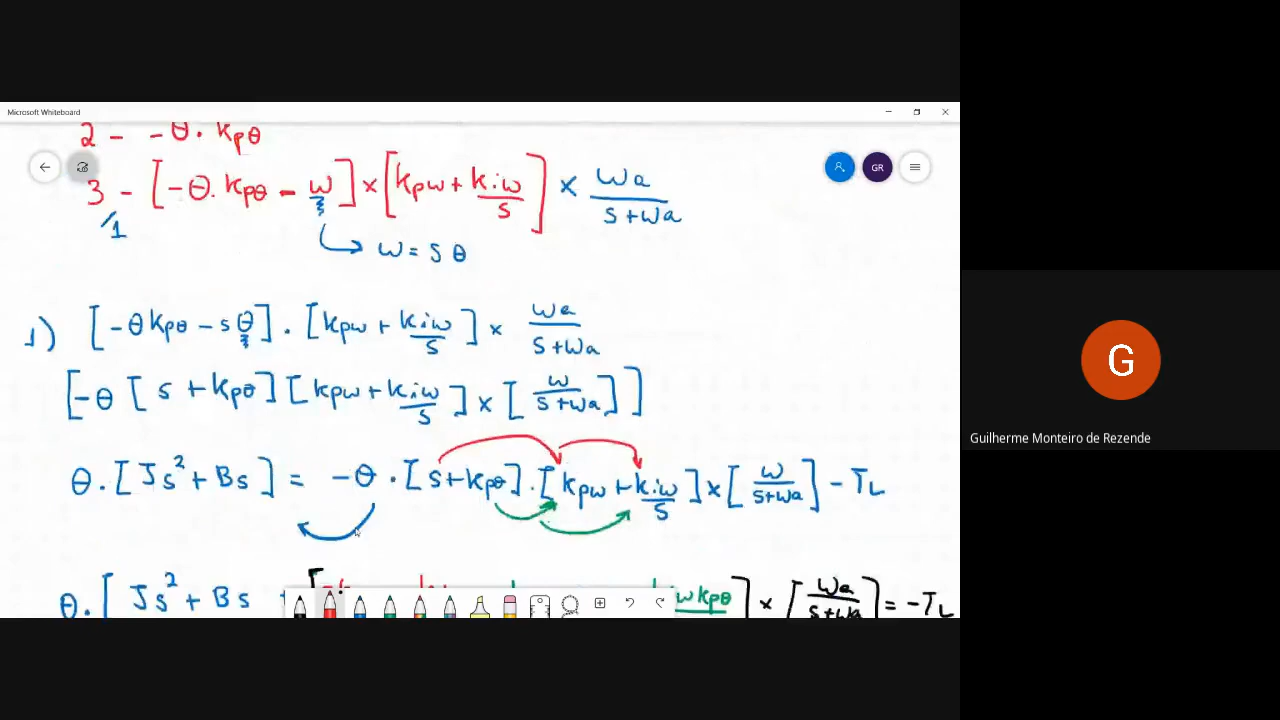 Microsoft Whiteboard
2 - -θ. Kpθ
GR
3 - [-θ. Kpθ - ω] × [Kpω + Kiω/s] × ωa/(s+ωa)
/1
↳ ω = s θ
1) [-θKpθ - sθ] . [Kpω + Kiω/s] × ωa/(s+ωa)
[-θ [s + Kpθ] [Kpω + Kiω/s] × [ω/(s+ωa)]]
θ. [Js² + Bs] = -θ . [s+Kpθ] . [Kpω + Kiω/s] × [ω/(s+ωa)] - TL
θ. [Js² + Bs
ωKpθ] × [ωa/(s+ωa)] = -TL
G
Guilherme Monteiro de Rezende